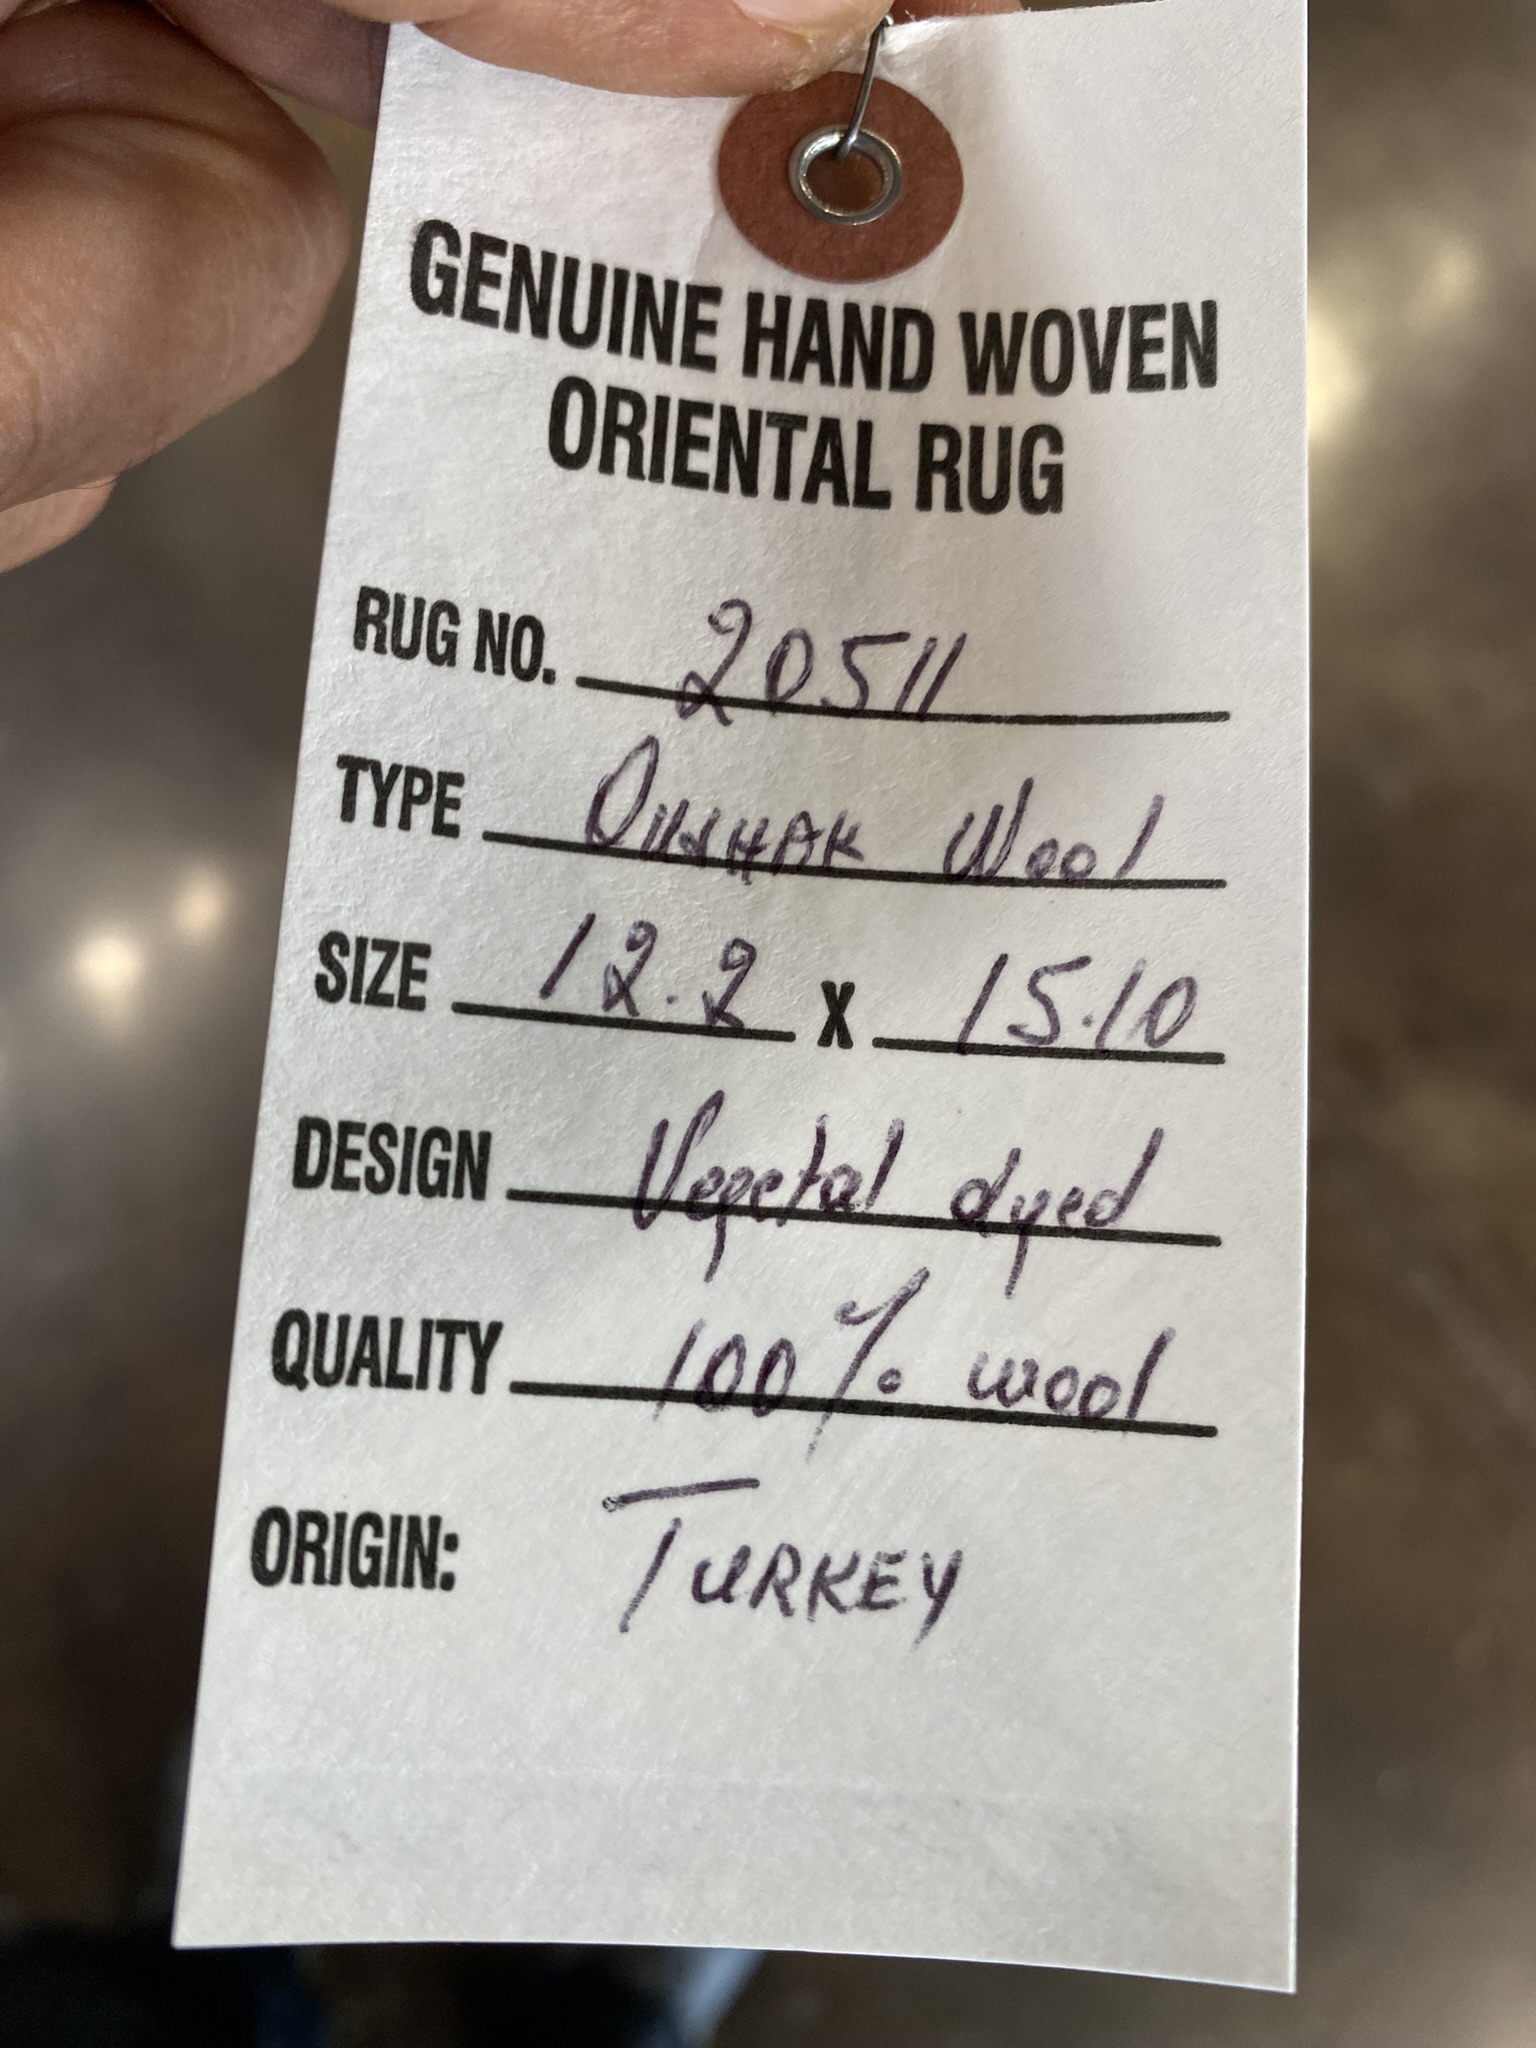 GENUINE HAND WOVEN
ORIENTAL RUG
RUG NO. 20511
TYPE Oushak Wool
SIZE 12.2 X 15.10
DESIGN Vegetal dyed
QUALITY 100% wool
ORIGIN: TURKEY